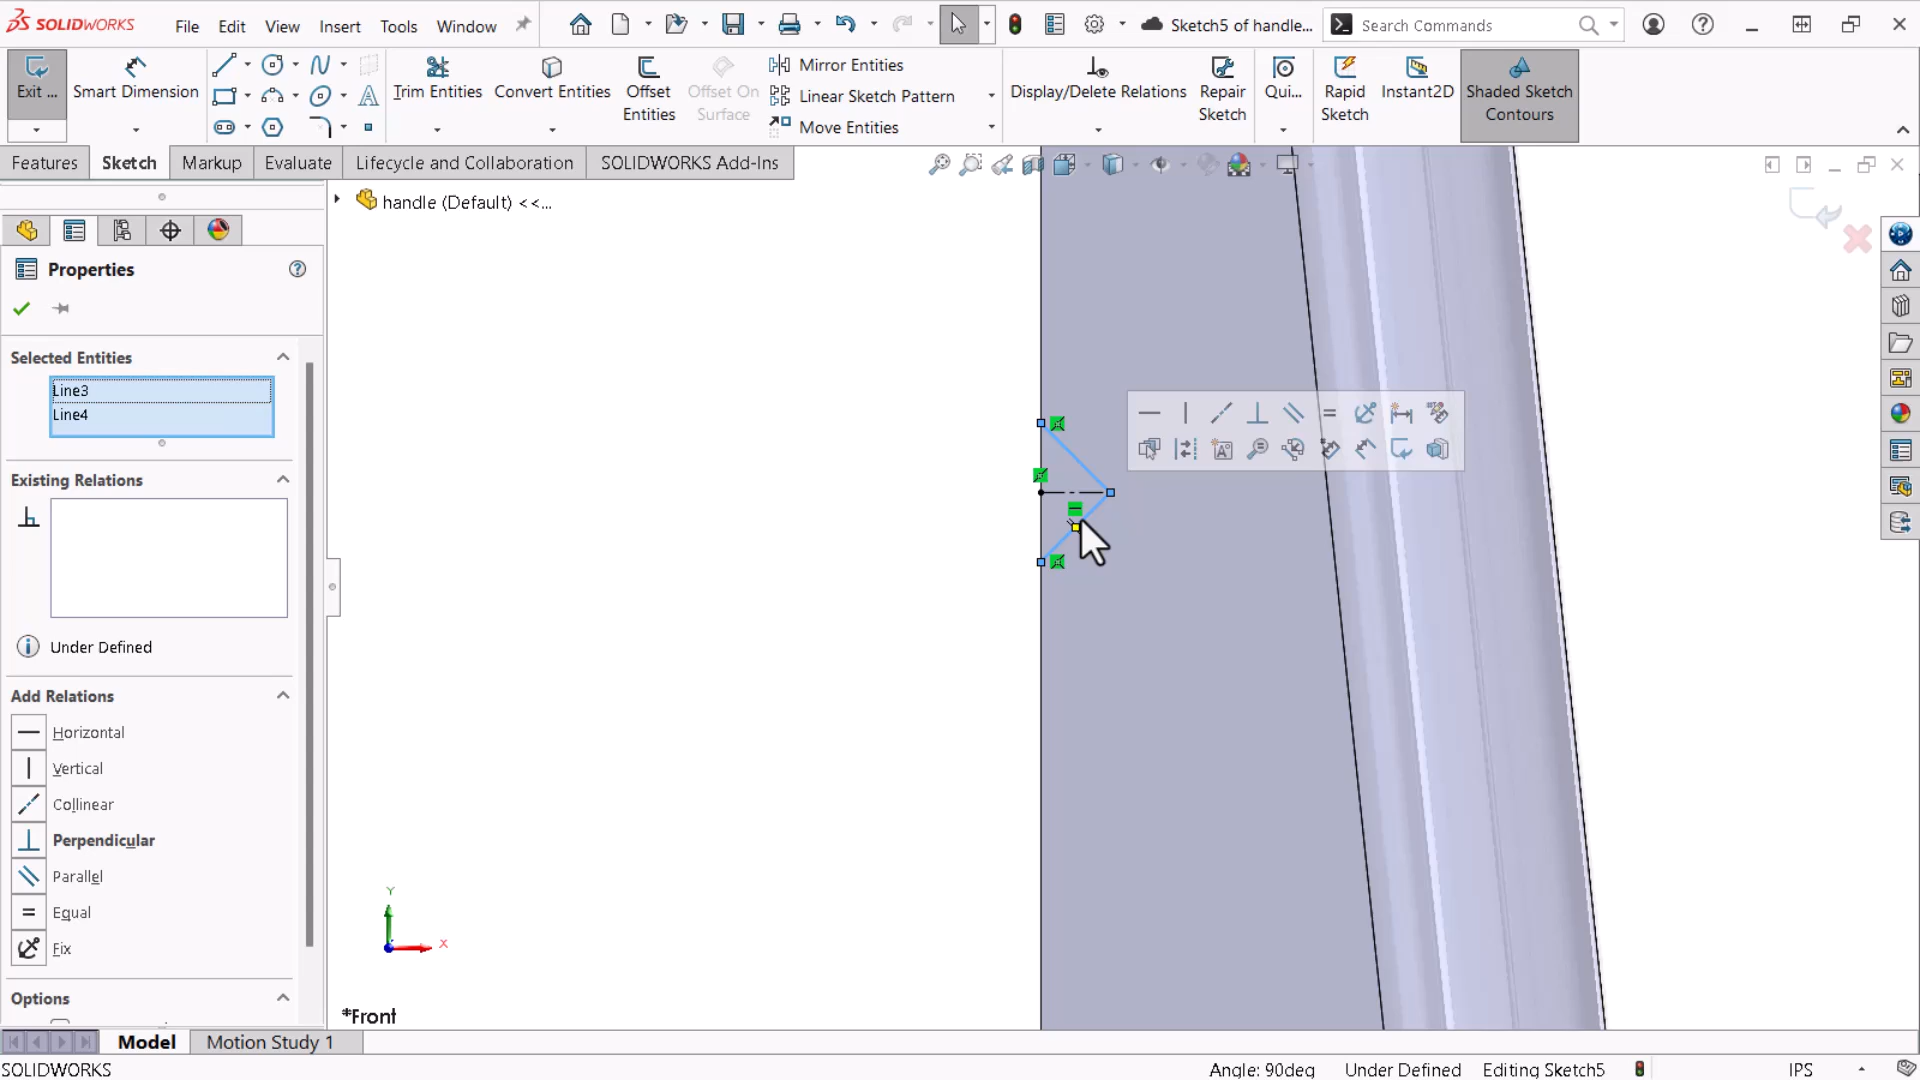 SOLIDWORKS
File Edit View Insert Tools Window
Sketch5 of handle...
Search Commands
Exit ...
Smart Dimension
Trim Entities
Convert Entities
Offset
Entities
Offset On
Surface
Mirror Entities
Linear Sketch Pattern
Move Entities
Display/Delete Relations
Repair
Sketch
Qui...
Rapid
Sketch
Instant2D
Shaded Sketch
Contours
Features Sketch Markup Evaluate Lifecycle and Collaboration SOLIDWORKS Add-Ins
handle (Default) <<...
Properties
Selected Entities
Line3
Line4
Existing Relations
Under Defined
Add Relations
Horizontal
Vertical
Collinear
Perpendicular
Parallel
Equal
Fix
Options
Y
X
*Front
Model Motion Study 1
SOLIDWORKS
Angle: 90deg Under Defined Editing Sketch5 IPS